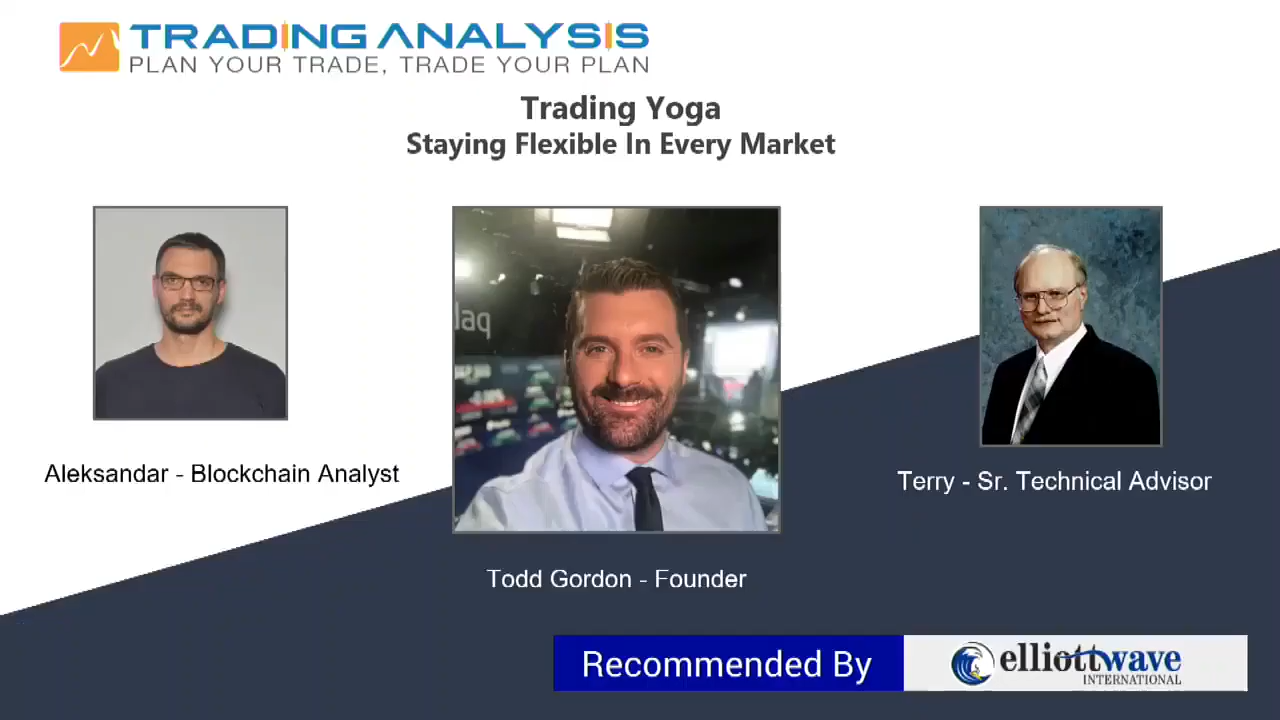 TRADING ANALYSIS
PLAN YOUR TRADE, TRADE YOUR PLAN
Trading Yoga
Staying Flexible In Every Market
daq
Aleksandar - Blockchain Analyst
Terry - Sr. Technical Advisor
Todd Gordon - Founder
Recommended By
elliottwave
INTERNATIONAL